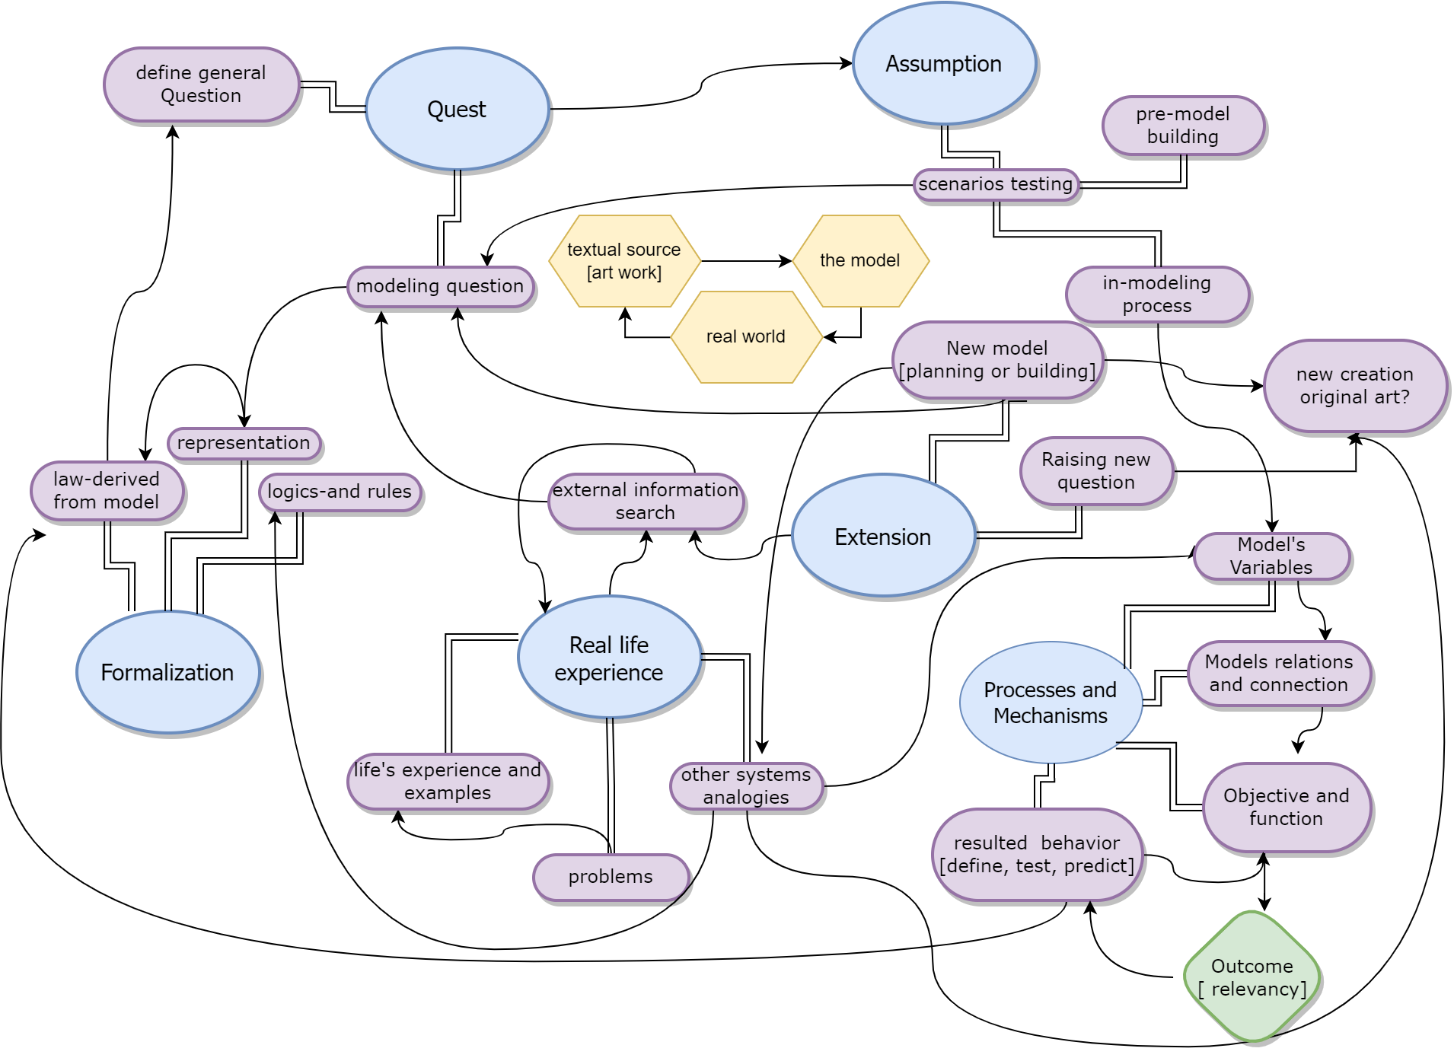 define general
Question
Quest
Assumption
pre-model
building
scenarios testing
textual source
[art work]
the model
real world
modeling question
in-modeling
process
New model
[planning or building]
new creation
original art?
representation
law-derived
from model
logics-and rules
external information
search
Raising new
question
Extension
Model's
Variables
Formalization
Real life
experience
Processes and
Mechanisms
Models relations
and connection
life's experience and
examples
other systems
analogies
Objective and
function
problems
resulted behavior
[define, test, predict]
Outcome
[ relevancy]